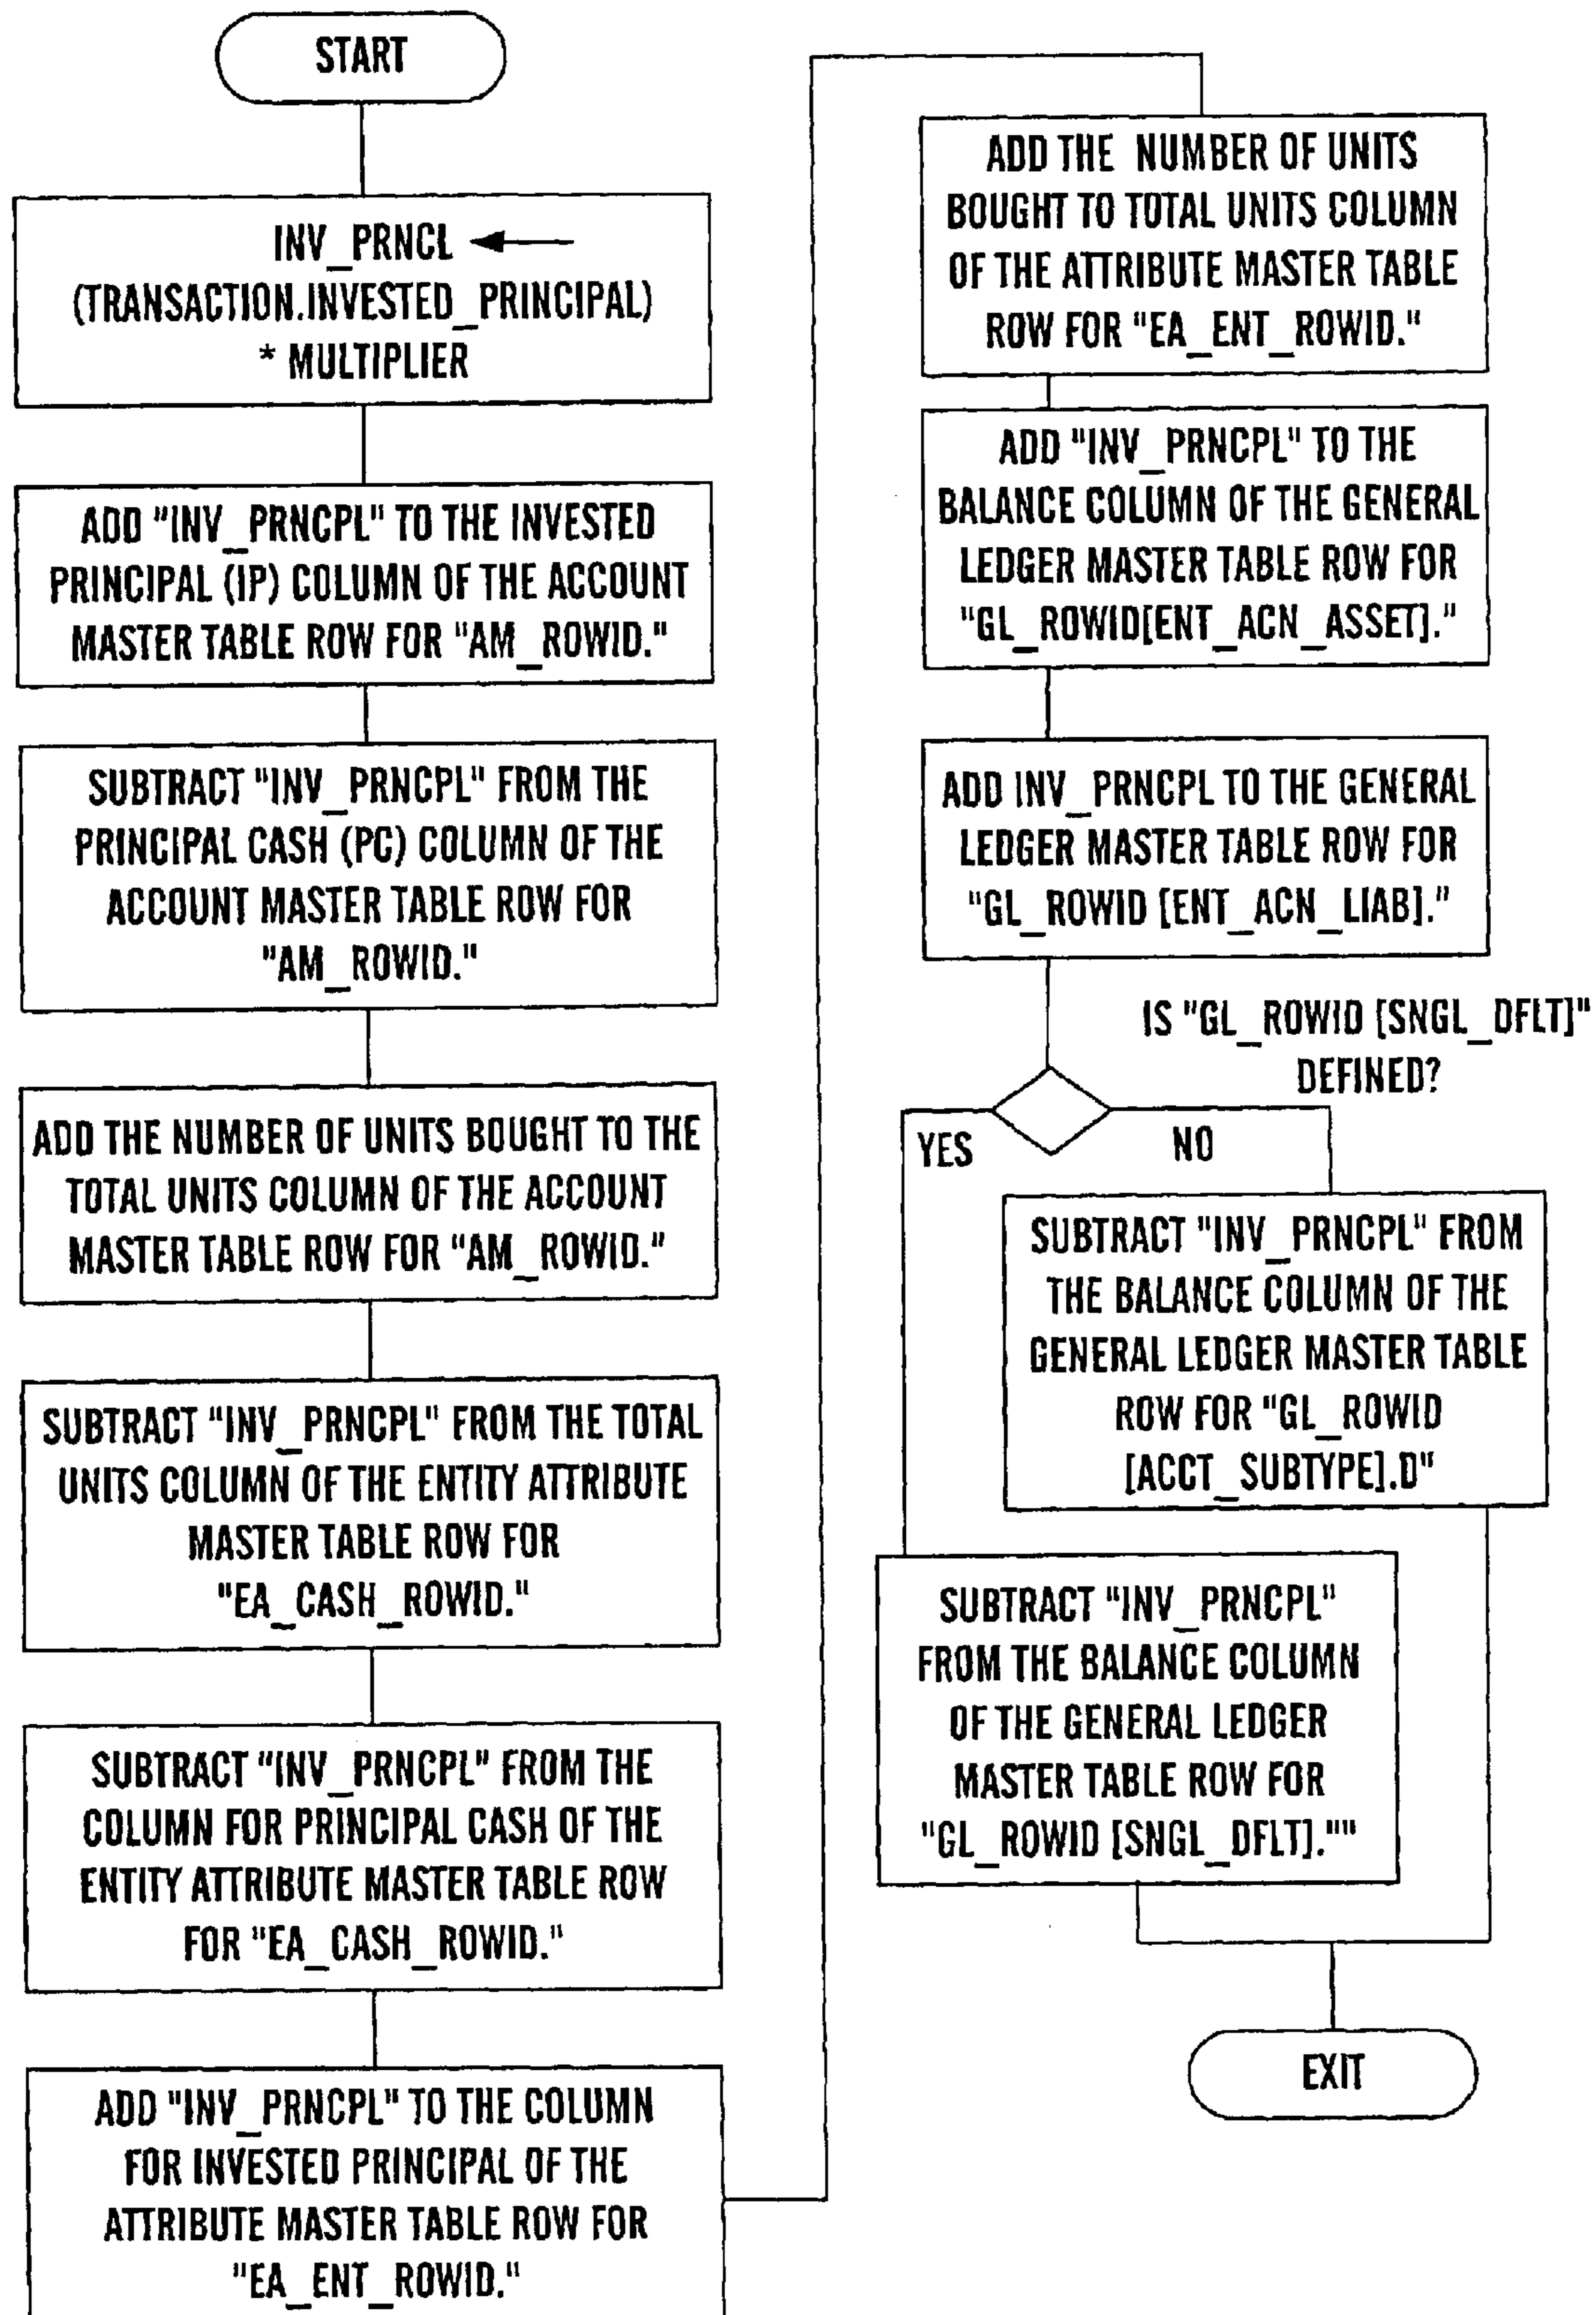 START
INV_PRNCL
(TRANSACTION.INVESTED_PRINCIPAL)
* MULTIPLIER
ADD "INV_PRNCPL" TO THE INVESTED
PRINCIPAL (IP) COLUMN OF THE ACCOUNT
MASTER TABLE ROW FOR "AM_ROWID."
SUBTRACT "INV_PRNCPL" FROM THE
PRINCIPAL CASH (PC) COLUMN OF THE
ACCOUNT MASTER TABLE ROW FOR
"AM_ROWID."
ADD THE NUMBER OF UNITS BOUGHT TO THE
TOTAL UNITS COLUMN OF THE ACCOUNT
MASTER TABLE ROW FOR "AM_ROWID."
SUBTRACT "INV_PRNCPL" FROM THE TOTAL
UNITS COLUMN OF THE ENTITY ATTRIBUTE
MASTER TABLE ROW FOR
"EA_CASH_ROWID."
SUBTRACT "INV_PRNCPL" FROM THE
COLUMN FOR PRINCIPAL CASH OF THE
ENTITY ATTRIBUTE MASTER TABLE ROW
FOR "EA_CASH_ROWID."
ADD "INV_PRNCPL" TO THE COLUMN
FOR INVESTED PRINCIPAL OF THE
ATTRIBUTE MASTER TABLE ROW FOR
"EA_ENT_ROWID."
ADD THE NUMBER OF UNITS
BOUGHT TO TOTAL UNITS COLUMN
OF THE ATTRIBUTE MASTER TABLE
ROW FOR "EA_ENT_ROWID."
ADD "INV_PRNCPL" TO THE
BALANCE COLUMN OF THE GENERAL
LEDGER MASTER TABLE ROW FOR
"GL_ROWID[ENT_ACN_ASSET]."
ADD INV_PRNCPL TO THE GENERAL
LEDGER MASTER TABLE ROW FOR
"GL_ROWID [ENT_ACN_LIAB]."
IS "GL_ROWID [SNGL_DFLT]"
DEFINED?
YES
NO
SUBTRACT "INV_PRNCPL" FROM
THE BALANCE COLUMN OF THE
GENERAL LEDGER MASTER TABLE
ROW FOR "GL_ROWID
[ACCT_SUBTYPE].D"
SUBTRACT "INV_PRNCPL"
FROM THE BALANCE COLUMN
OF THE GENERAL LEDGER
MASTER TABLE ROW FOR
"GL_ROWID [SNGL_DFLT].""
EXIT